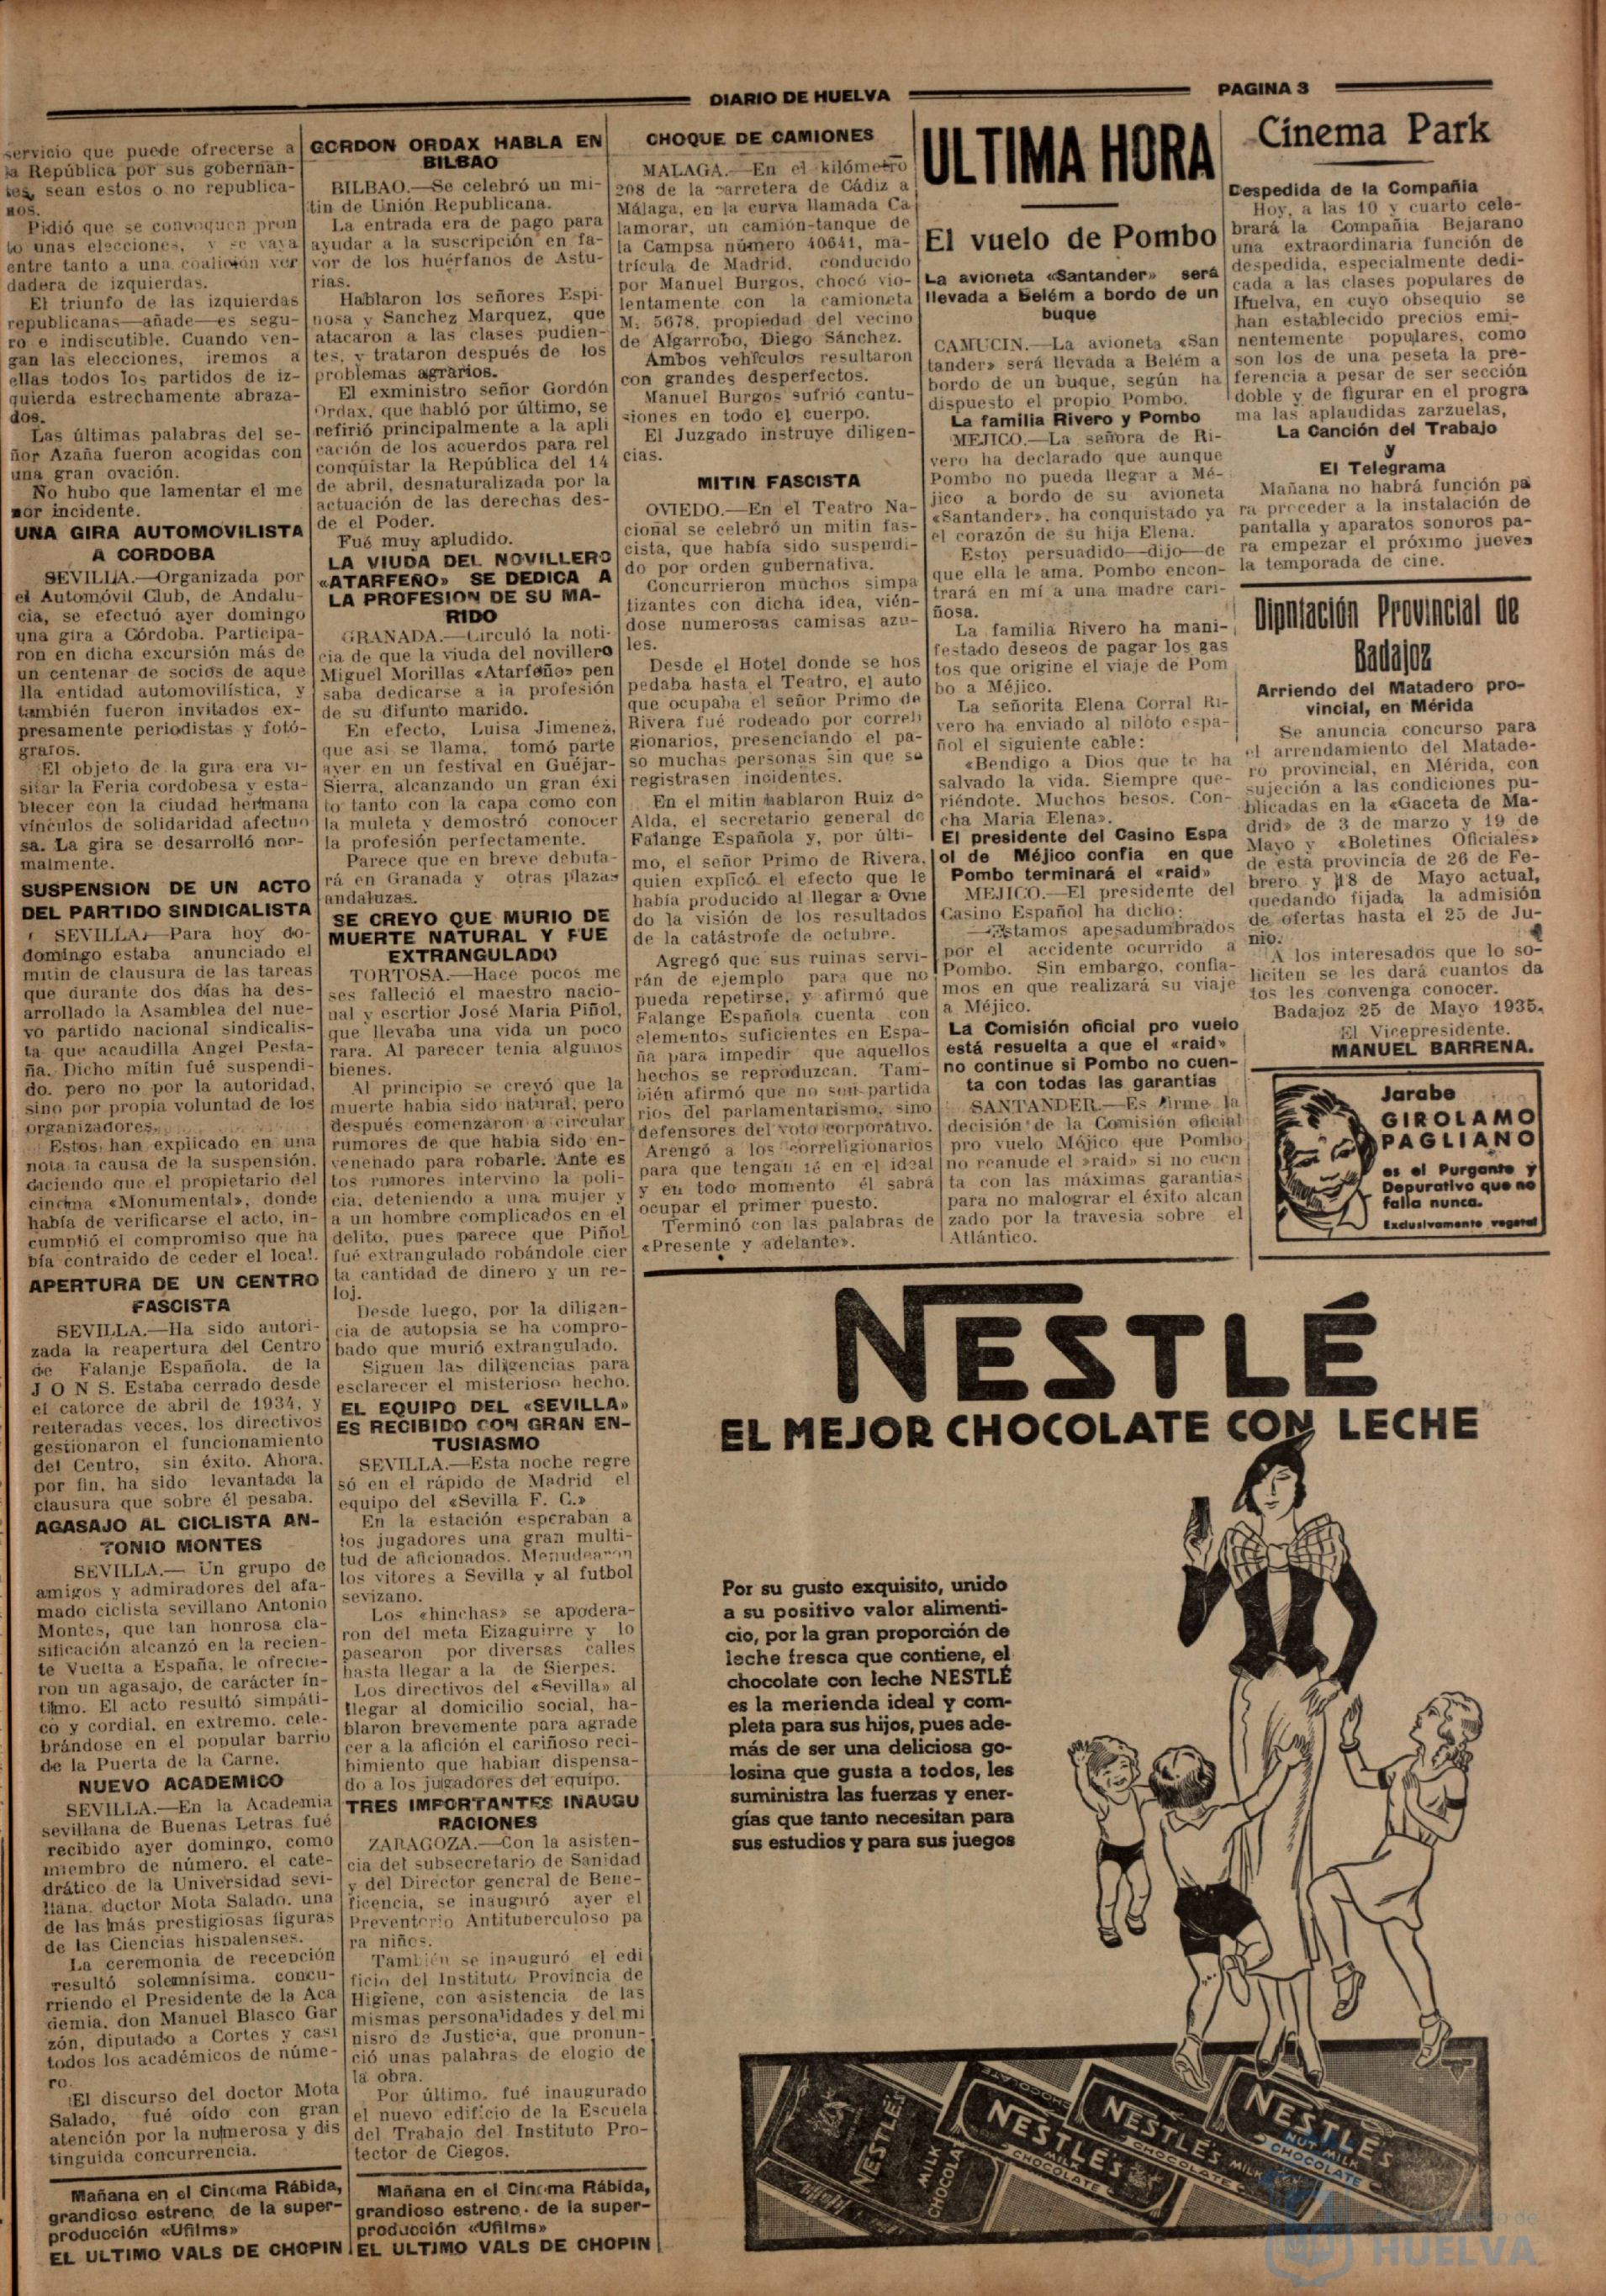 DIARIO DE HUELVA
PAGINA 3
servicio que puede ofrecerse a
la República por sus gobernan-
tes, sean estos o no republica-
nos.
Pidió que se convoquen pron
to unas elecciones, y se vaya
entre tanto a una coalición ver
dadera de izquierdas.
El triunfo de las izquierdas
republicanas—añade—es segu-
ro e indiscutible. Cuando ven-
gan las elecciones, iremos a
ellas todos los partidos de iz-
quierda estrechamente abraza-
dos.
Las últimas palabras del se-
ñor Azaña fueron acogidas con
una gran ovación.
No hubo que lamentar el me
nor incidente.
UNA GIRA AUTOMOVILISTA
A CORDOBA
SEVILLA.—Organizada por
el Automóvil Club, de Andalu-
cia, se efectuó ayer domingo
una gira a Córdoba. Participa-
ron en dicha excursión más de
un centenar de socios de aque
lla entidad automovilística, y
también fueron invitados ex-
presamente periodistas y fotó-
grafos.
El objeto de la gira era vi-
sitar la Feria cordobesa y esta-
blecer con la ciudad hermana
vínculos de solidaridad afectuo
sa. La gira se desarrolló nor-
malmente.
SUSPENSION DE UN ACTO
DEL PARTIDO SINDICALISTA
SEVILLA.—Para hoy do-
domingo estaba anunciado el
mitin de clausura de las tareas
que durante dos días ha des-
arrollado la Asamblea del nue-
vo partido nacional sindicalis-
ta que acaudilla Angel Pesta-
ña. Dicho mitin fué suspendi-
do, pero no por la autoridad,
sino por propia voluntad de los
organizadores.
Estos han explicado en una
nota la causa de la suspensión,
diciendo que el propietario del
cinema «Monumental», donde
había de verificarse el acto, in-
cumplió el compromiso que ha
bía contraido de ceder el local.
APERTURA DE UN CENTRO
FASCISTA
SEVILLA.—Ha sido autori-
zada la reapertura del Centro
de Falanje Española, de la
J O N S. Estaba cerrado desde
el catorce de abril de 1934, y
reiteradas veces, los directivos
gestionaron el funcionamiento
del Centro, sin éxito. Ahora,
por fin, ha sido levantada la
clausura que sobre él pesaba.
AGASAJO AL CICLISTA AN-
TONIO MONTES
SEVILLA.— Un grupo de
amigos y admiradores del afa-
mado ciclista sevillano Antonio
Montes, que tan honrosa cla-
sificación alcanzó en la recien-
te Vuelta a España, le ofrecie-
ron un agasajo, de carácter ín-
timo. El acto resultó simpáti-
co y cordial, en extremo, cele-
brándose en el popular barrio
de la Puerta de la Carne.
NUEVO ACADEMICO
SEVILLA.—En la Academia
sevillana de Buenas Letras fué
recibido ayer domingo, como
miembro de número, el cate-
drático de la Universidad sevi-
llana, doctor Mota Salado, una
de las más prestigiosas figuras
de las Ciencias hispalenses.
La ceremonia de recepción
resultó solemnísima, concu-
rriendo el Presidente de la Aca
demia, don Manuel Blasco Gar
zón, diputado a Cortes y casi
todos los académicos de núme-
ro.
El discurso del doctor Mota
Salado, fué oído con gran
atención por la numerosa y dis
tinguida concurrencia.
Mañana en el Cinema Rábida,
grandioso estreno de la super-
producción «Ufilms»
EL ULTIMO VALS DE CHOPIN
GORDON ORDAX HABLA EN
BILBAO
BILBAO.—Se celebró un mi-
tin de Unión Republicana.
La entrada era de pago para
ayudar a la suscripción en fa-
vor de los huérfanos de Astu-
rias.
Hablaron los señores Espi-
nosa y Sanchez Marquez, que
atacaron a las clases pudien-
tes, y trataron después de los
problemas agrarios.
El exministro señor Gordón
Ordax, que habló por último, se
refirió principalmente a la apli
cación de los acuerdos para rel
conquistar la República del 14
de abril, desnaturalizada por la
actuación de las derechas des-
de el Poder.
Fué muy apludido.
LA VIUDA DEL NOVILLERO
«ATARFEÑO» SE DEDICA A
LA PROFESION DE SU MA-
RIDO
GRANADA.—Circuló la noti-
cia de que la viuda del novillero
Miguel Morillas «Atarfeño» pen
saba dedicarse a la profesión
de su difunto marido.
En efecto, Luisa Jimenez,
que asi se llama, tomó parte
ayer en un festival en Guéjar-
Sierra, alcanzando un gran éxi
to tanto con la capa como con
la muleta y demostró conocer
la profesión perfectamente.
Parece que en breve debuta-
rá en Granada y otras plazas
andaluzas.
SE CREYO QUE MURIO DE
MUERTE NATURAL Y FUE
EXTRANGULADO
TORTOSA.—Hace pocos me
ses falleció el maestro nacio-
nal y escrtior José Maria Piñol,
que llevaba una vida un poco
rara. Al parecer tenia algunos
bienes.
Al principio se creyó que la
muerte habia sido natural, pero
después comenzaron a circular
rumores de que habia sido en-
venenado para robarle. Ante es
tos rumores intervino la poli-
cia, deteniendo a una mujer y
a un hombre complicados en el
delito, pues parece que Piñol
fué extrangulado robándole cier
ta cantidad de dinero y un re-
loj.
Desde luego, por la diligen-
cia de autopsia se ha compro-
bado que murió extrangulado.
Siguen las diligencias para
esclarecer el misterioso hecho.
EL EQUIPO DEL «SEVILLA»
ES RECIBIDO CON GRAN EN-
TUSIASMO
SEVILLA.—Esta noche regre
só en el rápido de Madrid el
equipo del «Sevilla F. C.»
En la estación esperaban a
los jugadores una gran multi-
tud de aficionados. Menudearon
los vitores a Sevilla y al futbol
sevizano.
Los «hinchas» se apodera-
ron del meta Eizaguirre y lo
pasearon por diversas calles
hasta llegar a la de Sierpes.
Los directivos del «Sevilla» al
llegar al domicilio social, ha-
blaron brevemente para agrade
cer a la afición el cariñoso reci-
bimiento que habian dispensa-
do a los jugadores del equipo.
TRES IMPORTANTES INAUGU
RACIONES
ZARAGOZA.—Con la asisten-
cia del subsecretario de Sanidad
y del Director general de Bene-
ficencia, se inauguró ayer el
Preventorio Antituberculoso pa
ra niños.
También se inauguró el edi
ficio del Instituto Provincia de
Higiene, con asistencia de las
mismas personalidades y del mi
nisro de Justicia, que pronun-
ció unas palabras de elogio de
la obra.
Por último, fué inaugurado
el nuevo edificio de la Escuela
del Trabajo del Instituto Pro-
tector de Ciegos.
Mañana en el Cinema Rábida,
grandioso estreno de la super-
producción «Ufilms»
EL ULTIMO VALS DE CHOPIN
CHOQUE DE CAMIONES
MALAGA.—En el kilómetro
208 de la carretera de Cádiz a
Málaga, en la curva llamada Ca
lamorar, un camión-tanque de
la Campsa número 40641, ma-
trícula de Madrid, conducido
por Manuel Burgos, chocó vio-
lentamente con la camioneta
M. 5678, propiedad del vecino
de Algarrobo, Diego Sánchez.
Ambos vehículos resultaron
con grandes desperfectos.
Manuel Burgos sufrió contu-
siones en todo el cuerpo.
El Juzgado instruye diligen-
cias.
MITIN FASCISTA
OVIEDO.—En el Teatro Na-
cional se celebró un mitin fas-
cista, que había sido suspendi-
do por orden gubernativa.
Concurrieron muchos simpa
tizantes con dicha idea, vién-
dose numerosas camisas azu-
les.
Desde el Hotel donde se hos
pedaba hasta el Teatro, el auto
que ocupaba el señor Primo de
Rivera fué rodeado por correli
gionarios, presenciando el pa-
so muchas personas sin que se
registrasen incidentes.
En el mitin hablaron Ruiz de
Alda, el secretario general de
Falange Española y, por últi-
mo, el señor Primo de Rivera,
quien explicó el efecto que le
había producido al llegar a Ovie
do la visión de los resultados
de la catástrofe de octubre.
Agregó que sus ruinas servi-
rán de ejemplo para que no
pueda repetirse, y afirmó que
Falange Española cuenta con
elementos suficientes en Espa-
ña para impedir que aquellos
hechos se reproduzcan. Tam-
bién afirmó que no son partida
rios del parlamentarismo, sino
defensores del voto corporativo.
Arengó a los correligionarios
para que tengan fé en el ideal
y en todo momento él sabrá
ocupar el primer puesto.
Terminó con las palabras de
«Presente y adelante».
ULTIMA HORA
El vuelo de Pombo
La avioneta «Santander» será
llevada a Belém a bordo de un
buque
CAMUCIN.—La avioneta «San
tander» será llevada a Belém a
bordo de un buque, según ha
dispuesto el propio Pombo.
La familia Rivero y Pombo
MEJICO.—La señora de Ri-
vero ha declarado que aunque
Pombo no pueda llegar a Mé-
jico a bordo de su avioneta
«Santander», ha conquistado ya
el corazón de su hija Elena.
Estoy persuadido—dijo—de
que ella le ama. Pombo encon-
trará en mí a una madre cari-
ñosa.
La familia Rivero ha mani-
festado deseos de pagar los gas
tos que origine el viaje de Pom
bo a Méjico.
La señorita Elena Corral Ri-
vero ha enviado al piloto espa-
ñol el siguiente cable:
«Bendigo a Dios que te ha
salvado la vida. Siempre que-
riéndote. Muchos besos. Con-
cha Maria Elena».
El presidente del Casino Espa
ol de Méjico confia en que
Pombo terminará el «raid»
MEJICO.—El presidente del
Casino Español ha dicho:
—Estamos apesadumbrados
por el accidente ocurrido a
Pombo. Sin embargo, confia-
mos en que realizará su viaje
a Méjico.
La Comisión oficial pro vuelo
está resuelta a que el «raid»
no continue si Pombo no cuen-
ta con todas las garantias
SANTANDER.—Es firme la
decisión de la Comisión oficial
pro vuelo Méjico que Pombo
no reanude el »raid» si no cuen
ta con las máximas garantias
para no malograr el éxito alcan
zado por la travesia sobre el
Atlántico.
Cinema Park
Despedida de la Compañia
Hoy, a las 10 y cuarto cele-
brará la Compañia Bejarano
una extraordinaria función de
despedida, especialmente dedi-
cada a las clases populares de
Huelva, en cuyo obsequio se
han establecido precios emi-
nentemente populares, como
son los de una peseta la pre-
ferencia a pesar de ser sección
doble y de figurar en el progra
ma las aplaudidas zarzuelas,
La Canción del Trabajo
y
El Telegrama
Mañana no habrá función pa
ra proceder a la instalación de
pantalla y aparatos sonoros pa-
ra empezar el próximo jueves
la temporada de cine.
Diputación Provincial de
Badajoz
Arriendo del Matadero pro-
vincial, en Mérida
Se anuncia concurso para
el arrendamiento del Matade-
ro provincial, en Mérida, con
sujeción a las condiciones pu-
blicadas en la «Gaceta de Ma-
drid» de 3 de marzo y 19 de
Mayo y «Boletines Oficiales»
de esta provincia de 26 de Fe-
brero y 18 de Mayo actual,
quedando fijada la admisión
de ofertas hasta el 25 de Ju-
nio.
A los interesados que lo so-
liciten se les dará cuantos da
tos les convenga conocer.
Badajoz 25 de Mayo 1935.
El Vicepresidente.
MANUEL BARRENA.
Jarabe
GIROLAMO
PAGLIANO
es el Purgante y
Depurativo que no
falla nunca.
Exclusivamente vegetal
NESTLÉ
EL MEJOR CHOCOLATE CON LECHE
Por su gusto exquisito, unido
a su positivo valor alimenti-
cio, por la gran proporción de
leche fresca que contiene, el
chocolate con leche NESTLÉ
es la merienda ideal y com-
pleta para sus hijos, pues ade-
más de ser una deliciosa go-
losina que gusta a todos, les
suministra las fuerzas y ener-
gías que tanto necesitan para
sus estudios y para sus juegos
NESTLÉS
MILK
CHOCOLATE
NESTLÉ'S
MILK
CHOCOLATE
NESTLÉ'S MILK
CHOCOLATE
NESTLÉS
NUT MILK
CHOCOLATE
HUELVA